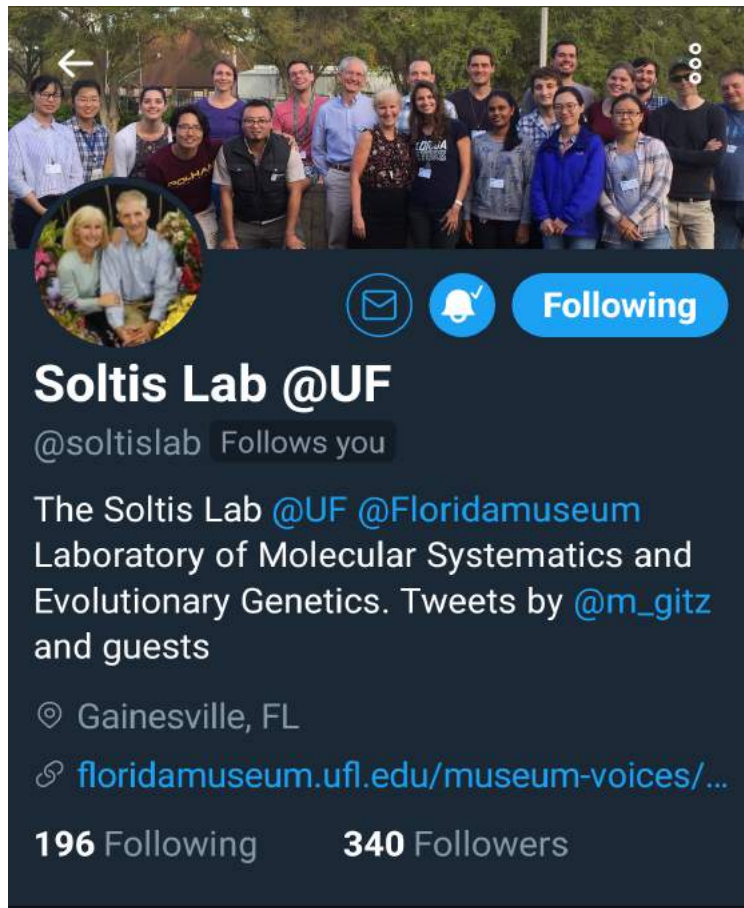 Following
Soltis Lab @UF
@soltislab Follows you
The Soltis Lab @UF @Floridamuseum
Laboratory of Molecular Systematics and
Evolutionary Genetics. Tweets by @m_gitz
and guests
Gainesville, FL
floridamuseum.ufl.edu/museum-voices/...
196 Following 340 Followers